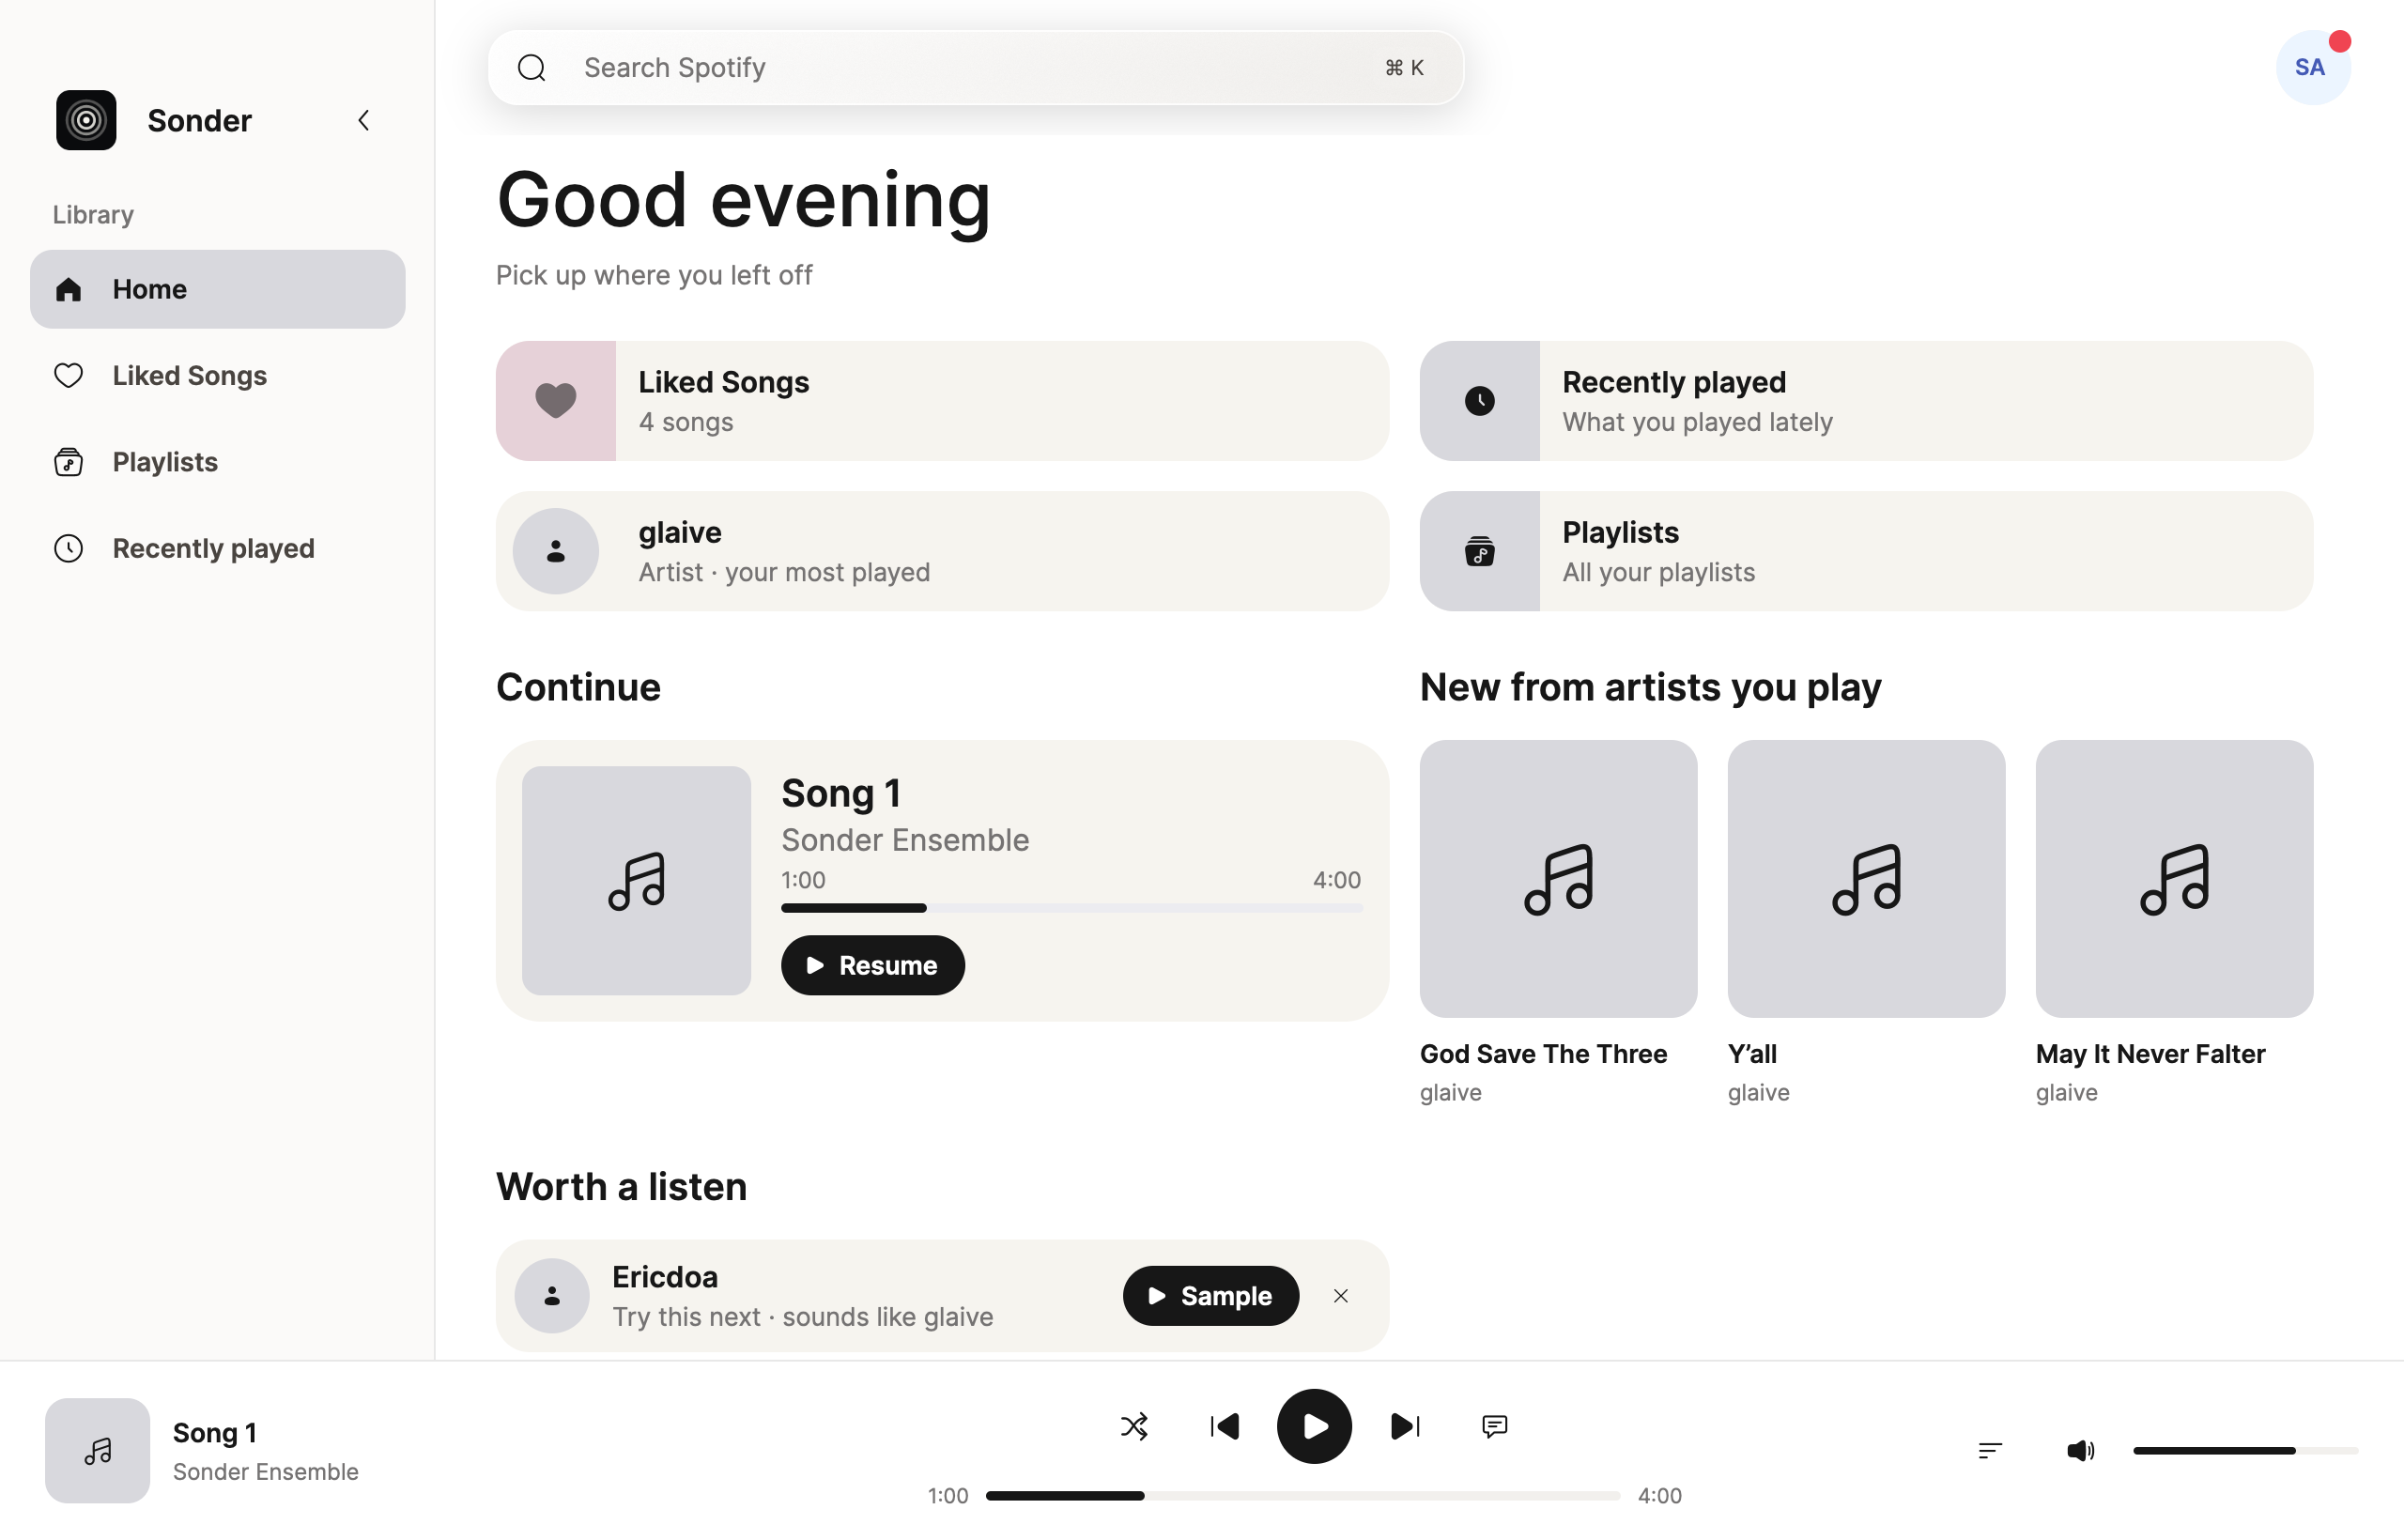 Sonder
Library
Home
Liked Songs
Playlists
Recently played
Search Spotify
⌘ K
SA
Good evening
Pick up where you left off
Liked Songs
4 songs
Recently played
What you played lately
glaive
Artist · your most played
Playlists
All your playlists
Continue
Song 1
Sonder Ensemble
1:00
4:00
Resume
New from artists you play
God Save The Three
glaive
Y’all
glaive
May It Never Falter
glaive
Worth a listen
Ericdoa
Try this next · sounds like glaive
Sample
Song 1
Sonder Ensemble
1:00
4:00